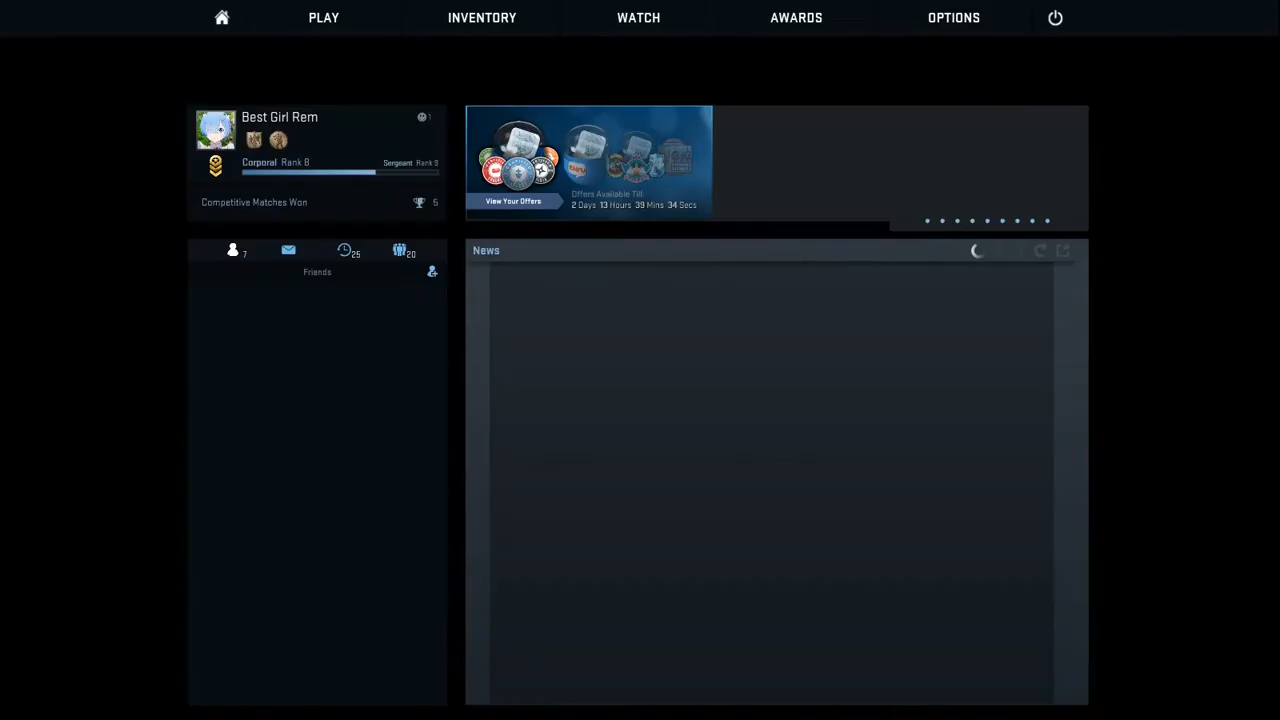 PLAY
INVENTORY
WATCH
AWARDS
OPTIONS
Best Girl Rem
1
Corporal Rank 8
Sergeant Rank 9
Competitive Matches Won
5
View Your Offers
Offers Available Till:
2 Days 13 Hours 39 Mins 34 Secs
7
25
20
Friends
News